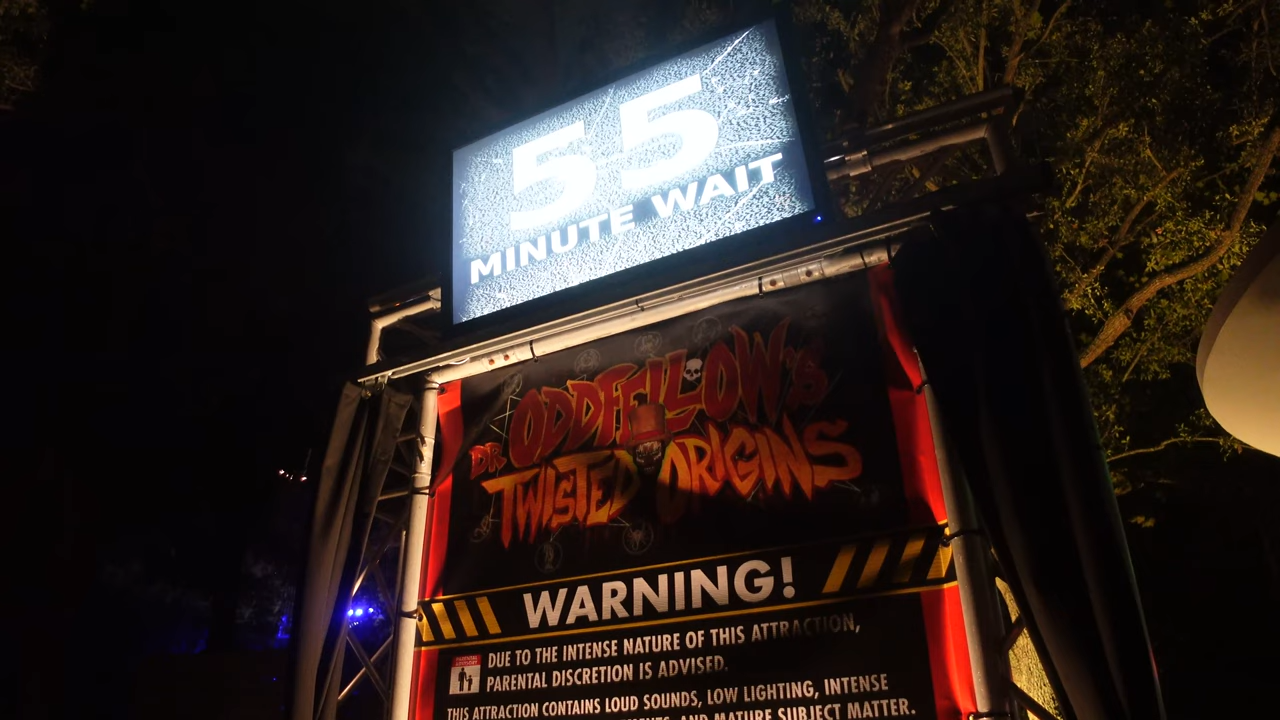 55
MINUTE WAIT
DR. ODDFELLOW'S
TWISTED ORIGINS
WARNING!
DUE TO THE INTENSE NATURE OF THIS ATTRACTION,
PARENTAL DISCRETION IS ADVISED.
THIS ATTRACTION CONTAINS LOUD SOUNDS, LOW LIGHTING, INTENSE
AND MATURE SUBJECT MATTER.